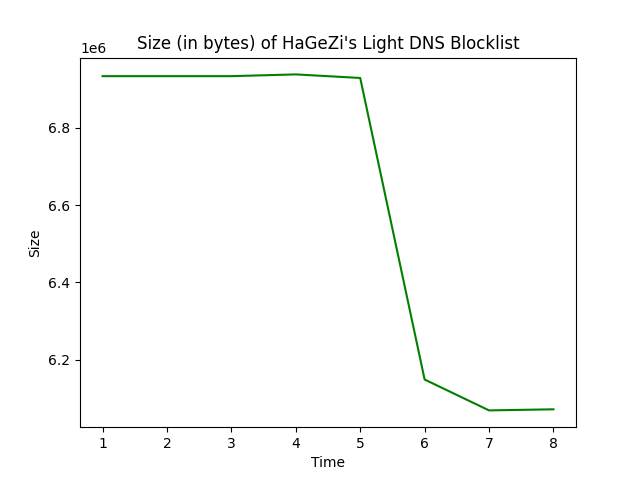 Size (in bytes) of HaGeZi's Light DNS Blocklist
1e6
6.8
6.6
6.4
6.2
Size
1 2 3 4 5 6 7 8
Time